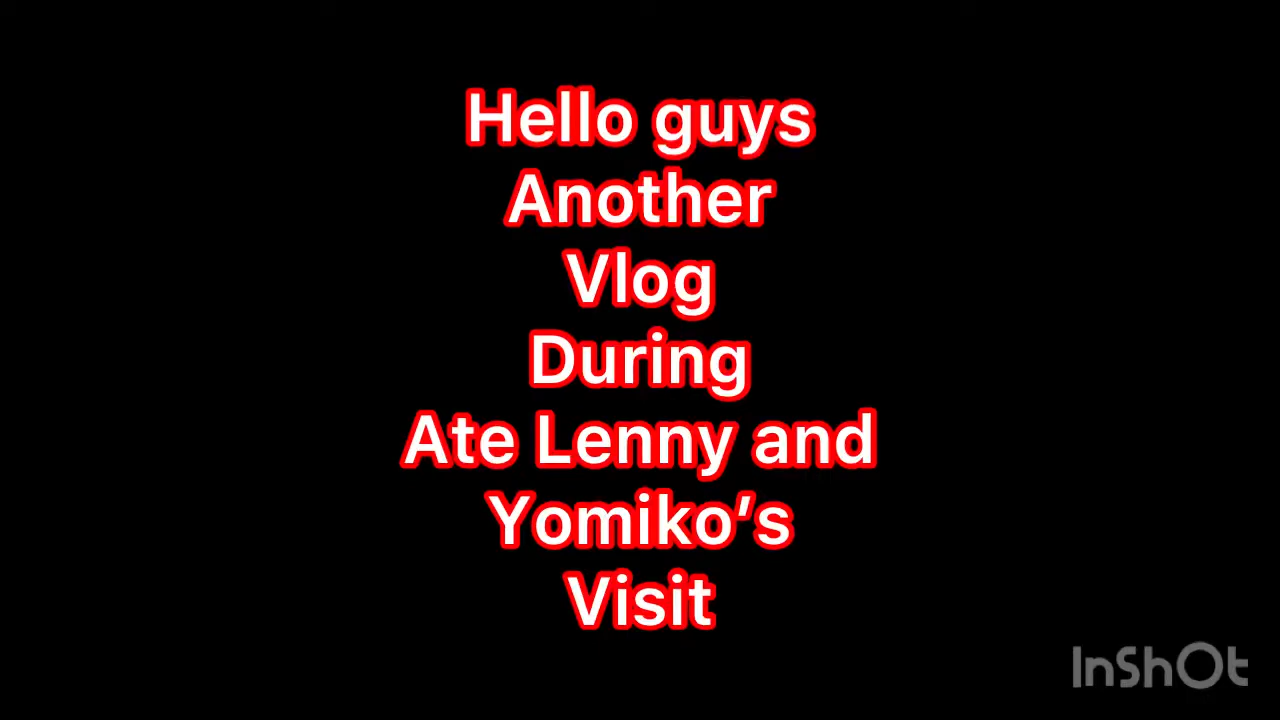 Hello guys
Another
Vlog
During
Ate Lenny and
Yomiko’s
Visit
InShOt